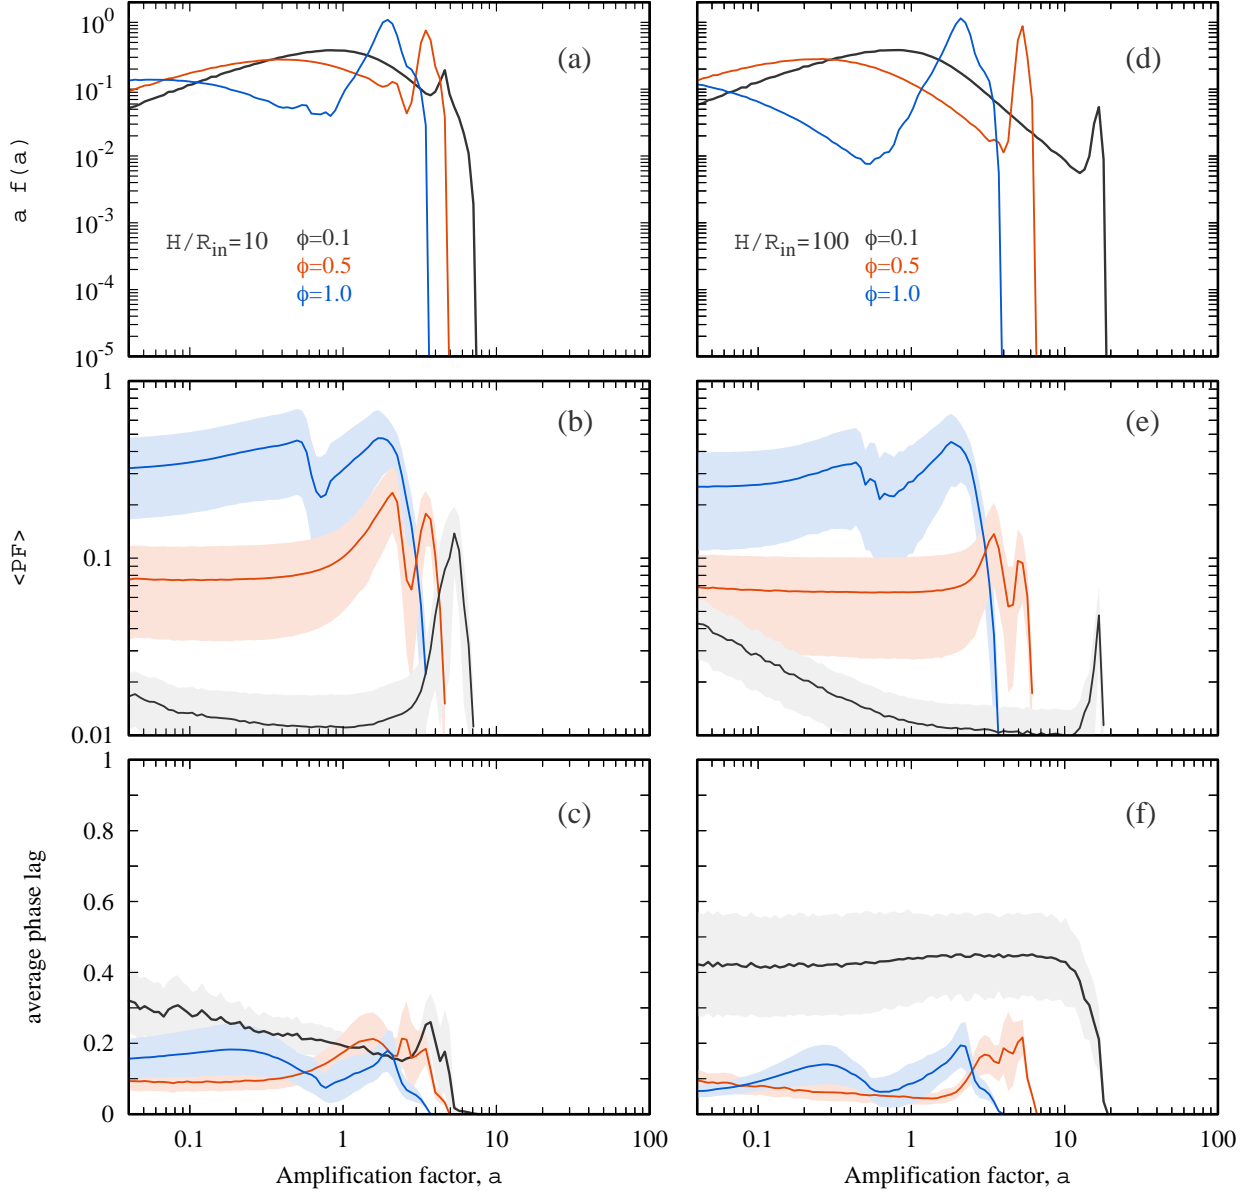 10⁰
10⁻¹
10⁻²
10⁻³
10⁻⁴
10⁻⁵
a f(a)
(a)
H/R_in=10 ϕ=0.1
ϕ=0.5
ϕ=1.0
(d)
H/R_in=100 ϕ=0.1
ϕ=0.5
ϕ=1.0
1
0.1
0.01
<PF>
(b)
(e)
1
0.8
0.6
0.4
0.2
0
average phase lag
(c)
(f)
0.1 1 10 100
0.1 1 10 100
Amplification factor, a
Amplification factor, a